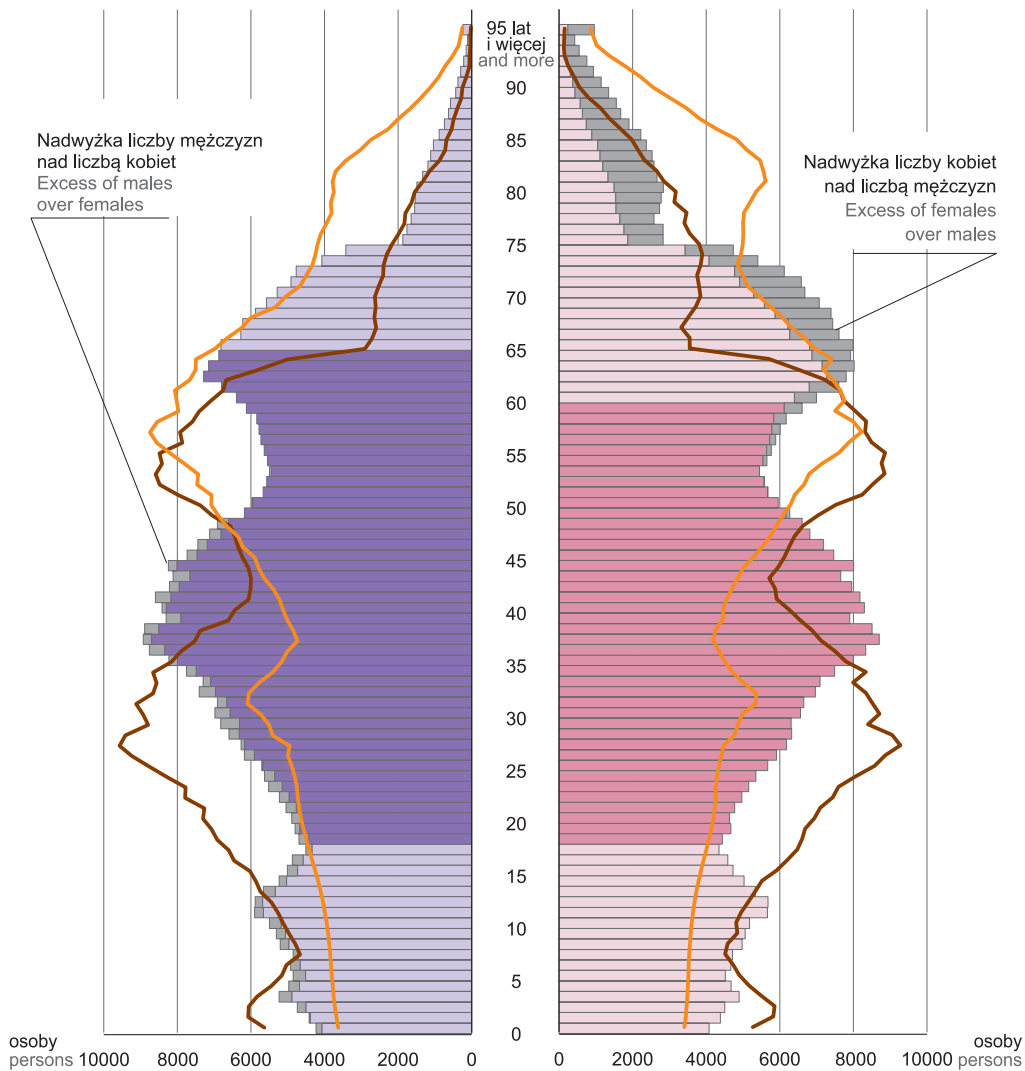 95 lat
i więcej
and more
90
85
80
75
70
65
60
55
50
45
40
35
30
25
20
15
10
5
0
Nadwyżka liczby mężczyzn
nad liczbą kobiet
Excess of males
over females
Nadwyżka liczby kobiet
nad liczbą mężczyzn
Excess of females
over males
osoby
persons
10000 8000 6000 4000 2000 0
0 2000 4000 6000 8000 10000
osoby
persons